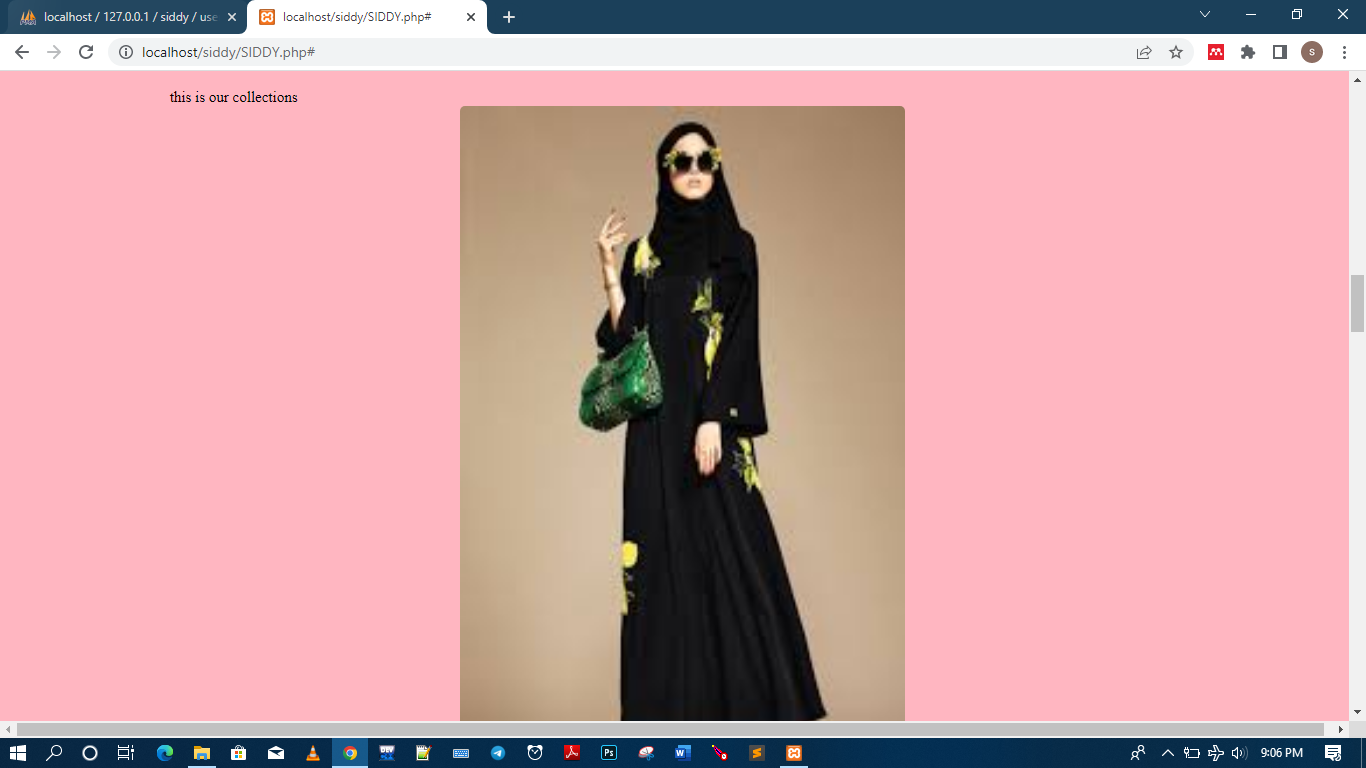 localhost / 127.0.0.1 / siddy / use
localhost/siddy/SIDDY.php#
localhost/siddy/SIDDY.php#
S
this is our collections
9:06 PM